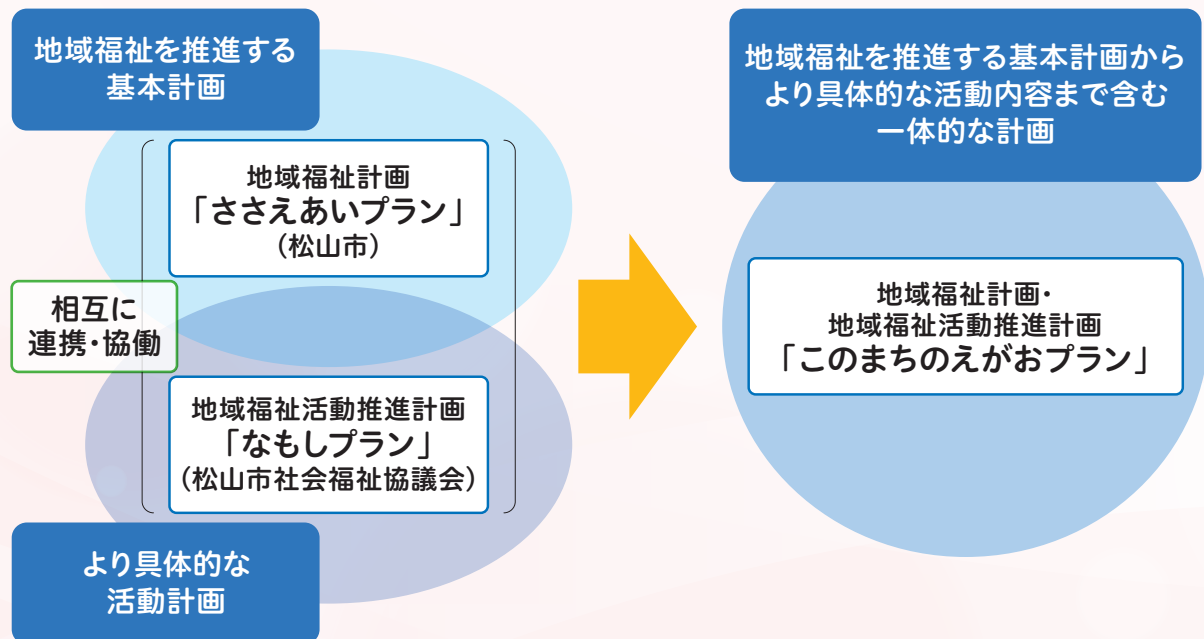 地域福祉を推進する
基本計画
地域福祉計画
「ささえあいプラン」
(松山市)
相互に
連携・協働
地域福祉活動推進計画
「なもしプラン」
(松山市社会福祉協議会)
より具体的な
活動計画
地域福祉を推進する基本計画から
より具体的な活動内容まで含む
一体的な計画
地域福祉計画・
地域福祉活動推進計画
「このまちのえがおプラン」